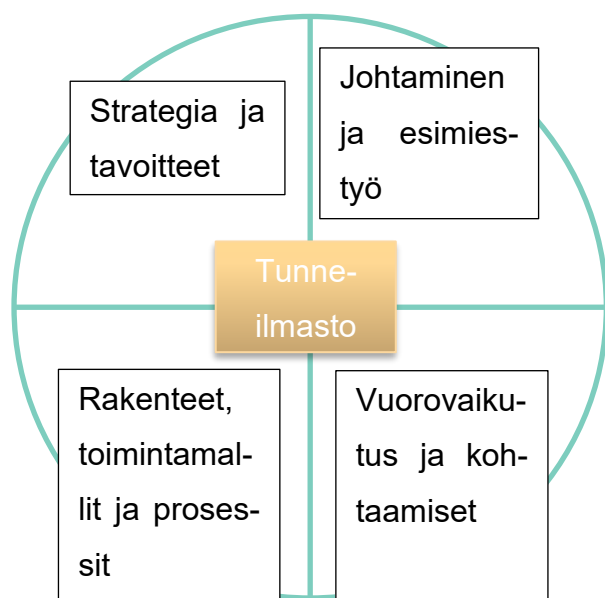 Strategia ja
tavoitteet
Johtaminen
ja esimies-
työ
Tunne-
ilmasto
Rakenteet,
toimintamal-
lit ja proses-
sit
Vuorovaiku-
tus ja koh-
taamiset